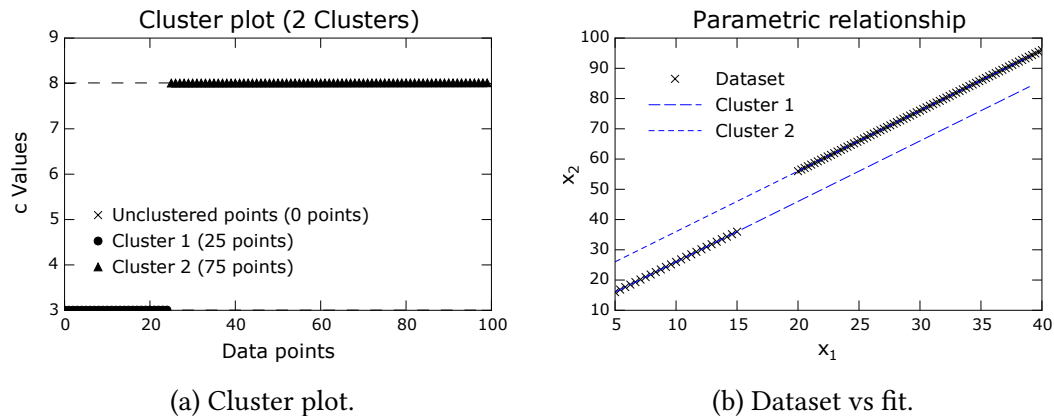 Cluster plot (2 Clusters)
9
8
7
6
5
4
3
c Values
Unclustered points (0 points)
Cluster 1 (25 points)
Cluster 2 (75 points)
0 20 40 60 80 100
Data points
(a) Cluster plot.
Parametric relationship
100
90
80
70
60
50
40
30
20
10
x₂
Dataset
Cluster 1
Cluster 2
5 10 15 20 25 30 35 40
x₁
(b) Dataset vs fit.